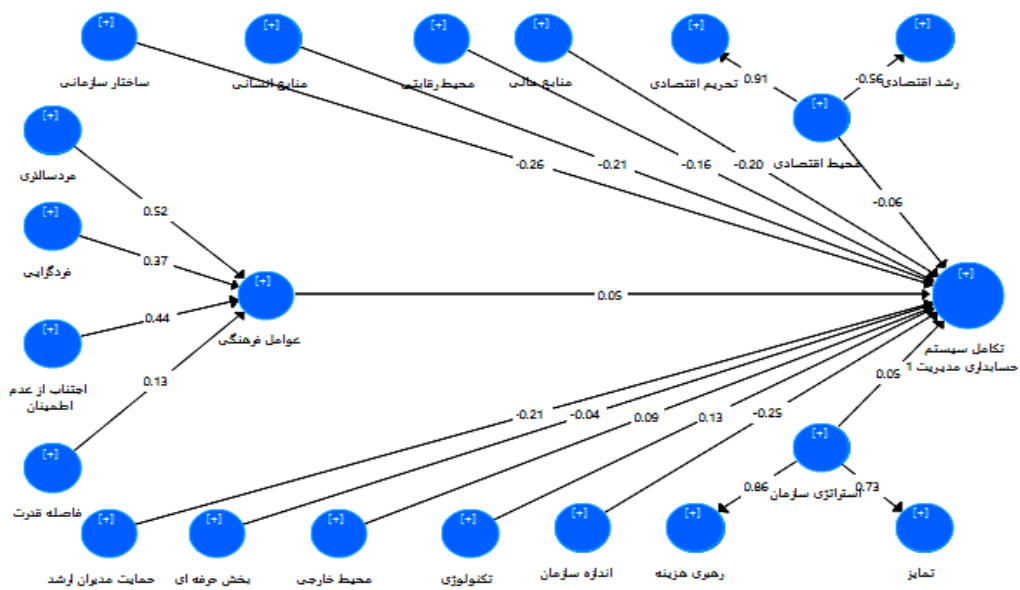 [+] [+] [+] [+] [+] [+]
ساختار سازمانی
منابع انسانی
محیط رقابتی
منابع مالی
تحریم اقتصادی
رشد اقتصادی
0.91
-0.56
[+]
[+]
محیط اقتصادی
مردسالاری
-0.26
-0.21
-0.16
-0.20
-0.06
[+]
0.52
فردگرایی
0.37
[+]
عوامل فرهنگی
0.05
[+]
تکامل سیستم
حسابداری مدیریت 1
[+]
0.44
اجتناب از عدم
اطمینان
0.13
[+]
فاصله قدرت
-0.21
-0.04
0.09
0.13
-0.25
0.05
[+]
استراتژی سازمان
0.86
0.73
[+] [+] [+] [+] [+] [+] [+]
حمایت مدیران ارشد
بخش حرفه ای
محیط خارجی
تکنولوژی
اندازه سازمان
رهبری هزینه
تمایز